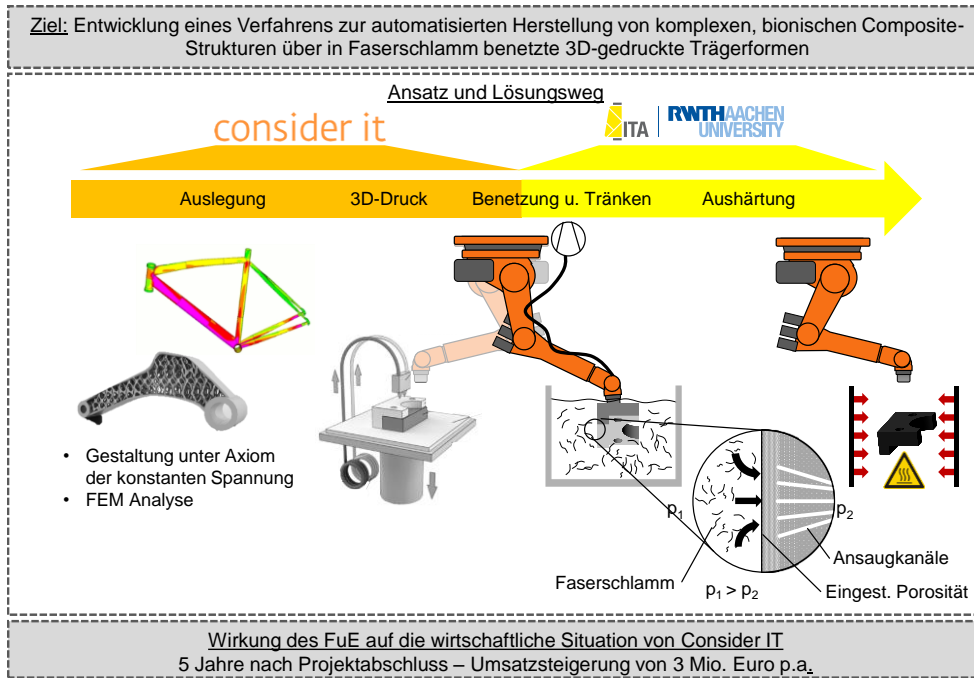 Ziel: Entwicklung eines Verfahrens zur automatisierten Herstellung von komplexen, bionischen Composite-
Strukturen über in Faserschlamm benetzte 3D-gedruckte Trägerformen
Ansatz und Lösungsweg
consider it
ITA
RWTH AACHEN
UNIVERSITY
Auslegung
3D-Druck
Benetzung u. Tränken
Aushärtung
• Gestaltung unter Axiom
der konstanten Spannung
• FEM Analyse
p1
p2
Ansaugkanäle
Faserschlamm
p1 > p2
Eingest. Porosität
Wirkung des FuE auf die wirtschaftliche Situation von Consider IT
5 Jahre nach Projektabschluss – Umsatzsteigerung von 3 Mio. Euro p.a.